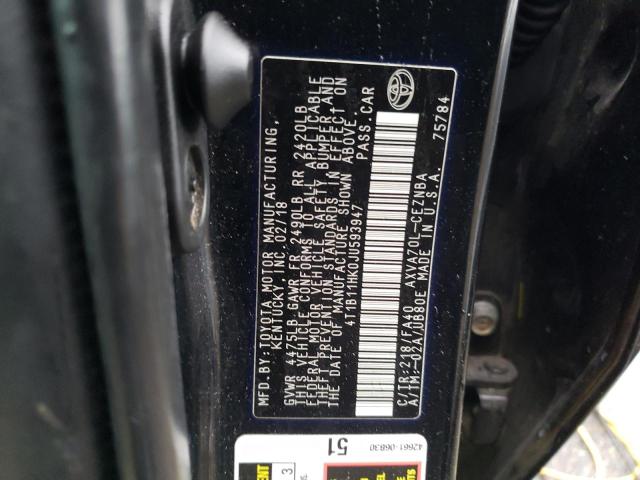 MFD.BY:TOYOTA MOTOR MANUFACTURING,
KENTUCKY, INC 02/18
GVWR 4475LB GAWR FR 2490LB RR 2420LB
THIS VEHICLE CONFORMS TO ALL APPLICABLE
FEDERAL MOTOR VEHICLE SAFETY BUMPER, AND
THEFT PREVENTION STANDARDS IN EFFECT ON
THE DATE OF MANUFACTURE SHOWN ABOVE.
4T1B11HK0JU593947 PASS.CAR
C/TR:218/FA40 AXVA70L-CEZNBA
A/TM:-02A/UB80E MADE IN U.S.A. 75784
42661-06B30
51
3